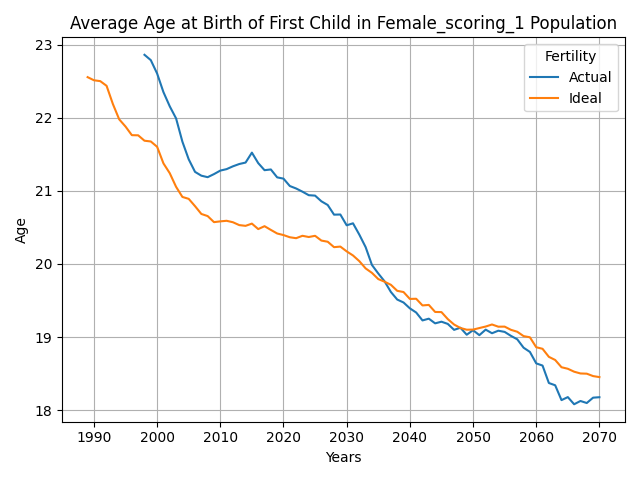 Average Age at Birth of First Child in Female_scoring_1 Population
Fertility
Actual
Ideal
Age
23
22
21
20
19
18
1990 2000 2010 2020 2030 2040 2050 2060 2070
Years